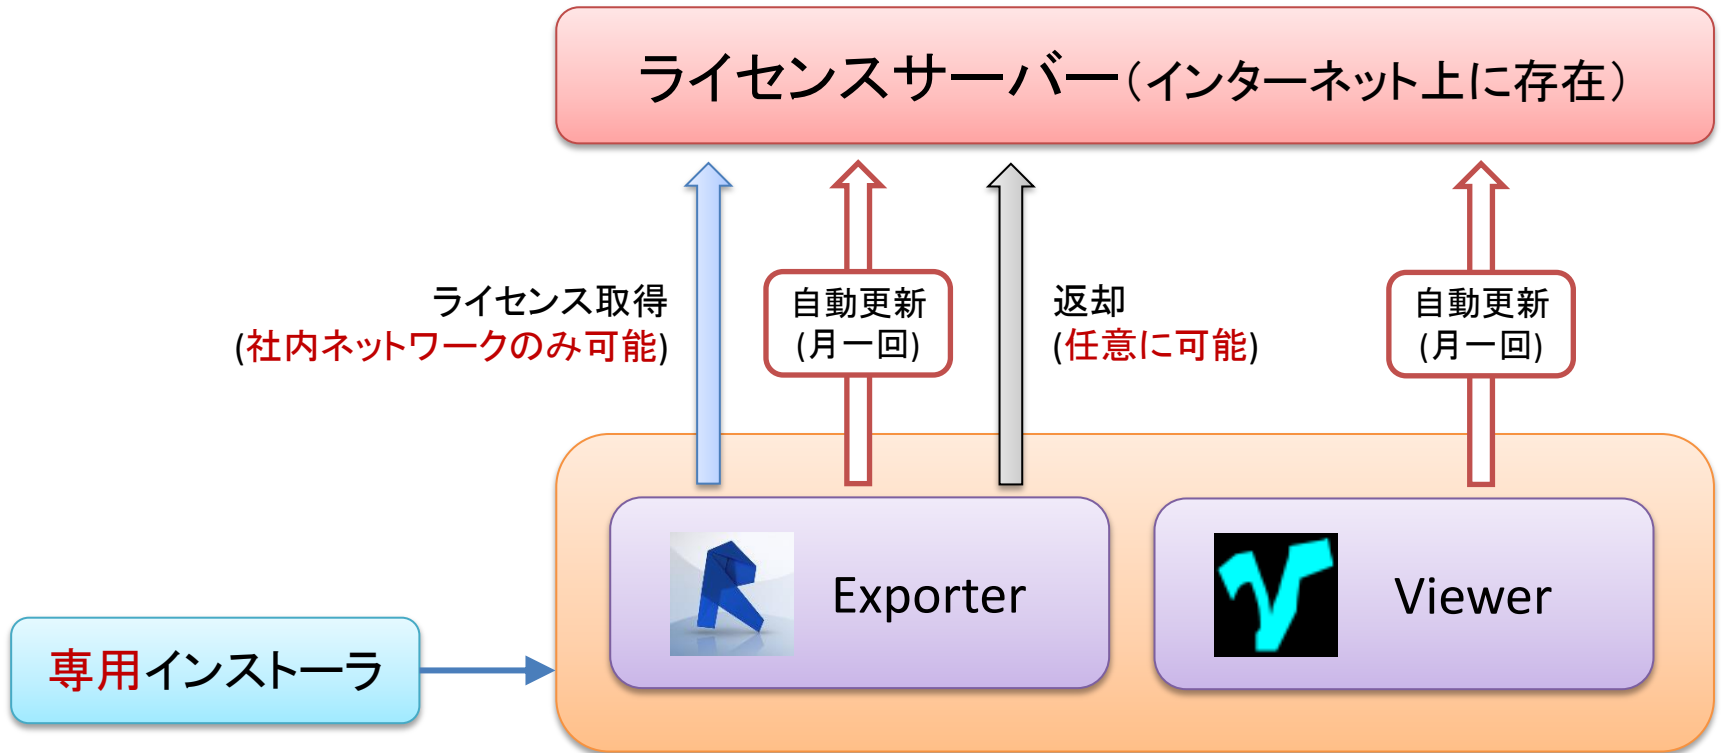 ライセンスサーバー（インターネット上に存在）
ライセンス取得
(社内ネットワークのみ可能)
自動更新
(月一回)
返却
(任意に可能)
自動更新
(月一回)
Exporter
Viewer
専用インストーラ